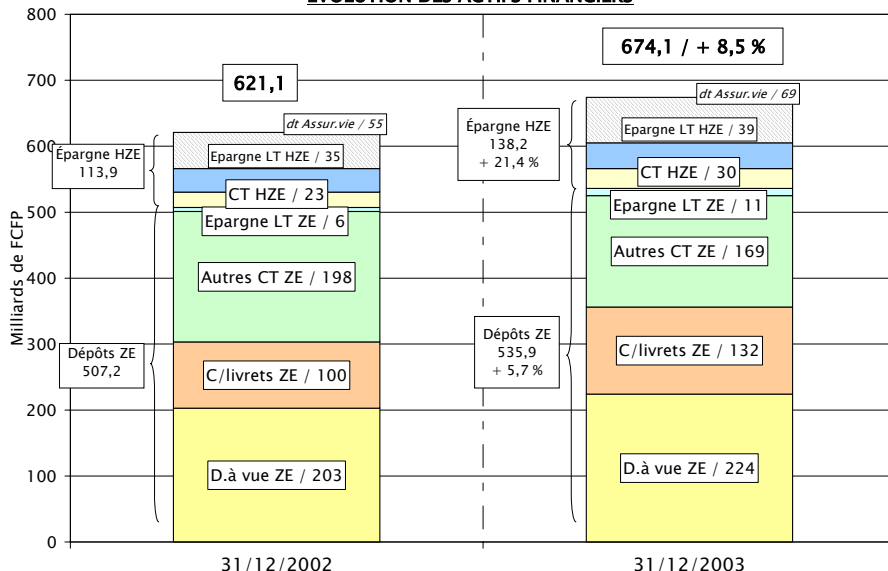 ÉVOLUTION DES ACTIFS FINANCIERS
Milliards de FCFP
800
700
600
500
400
300
200
100
0
621,1
dt Assur.vie / 55
Epargne LT HZE / 35
CT HZE / 23
Epargne LT ZE / 6
Autres CT ZE / 198
C/livrets ZE / 100
D.à vue ZE / 203
Épargne HZE
113,9
Dépôts ZE
507,2
31/12/2002
674,1 / + 8,5 %
dt Assur.vie / 69
Epargne LT HZE / 39
CT HZE / 30
Epargne LT ZE / 11
Autres CT ZE / 169
C/livrets ZE / 132
D.à vue ZE / 224
Épargne HZE
138,2
+ 21,4 %
Dépôts ZE
535,9
+ 5,7 %
31/12/2003